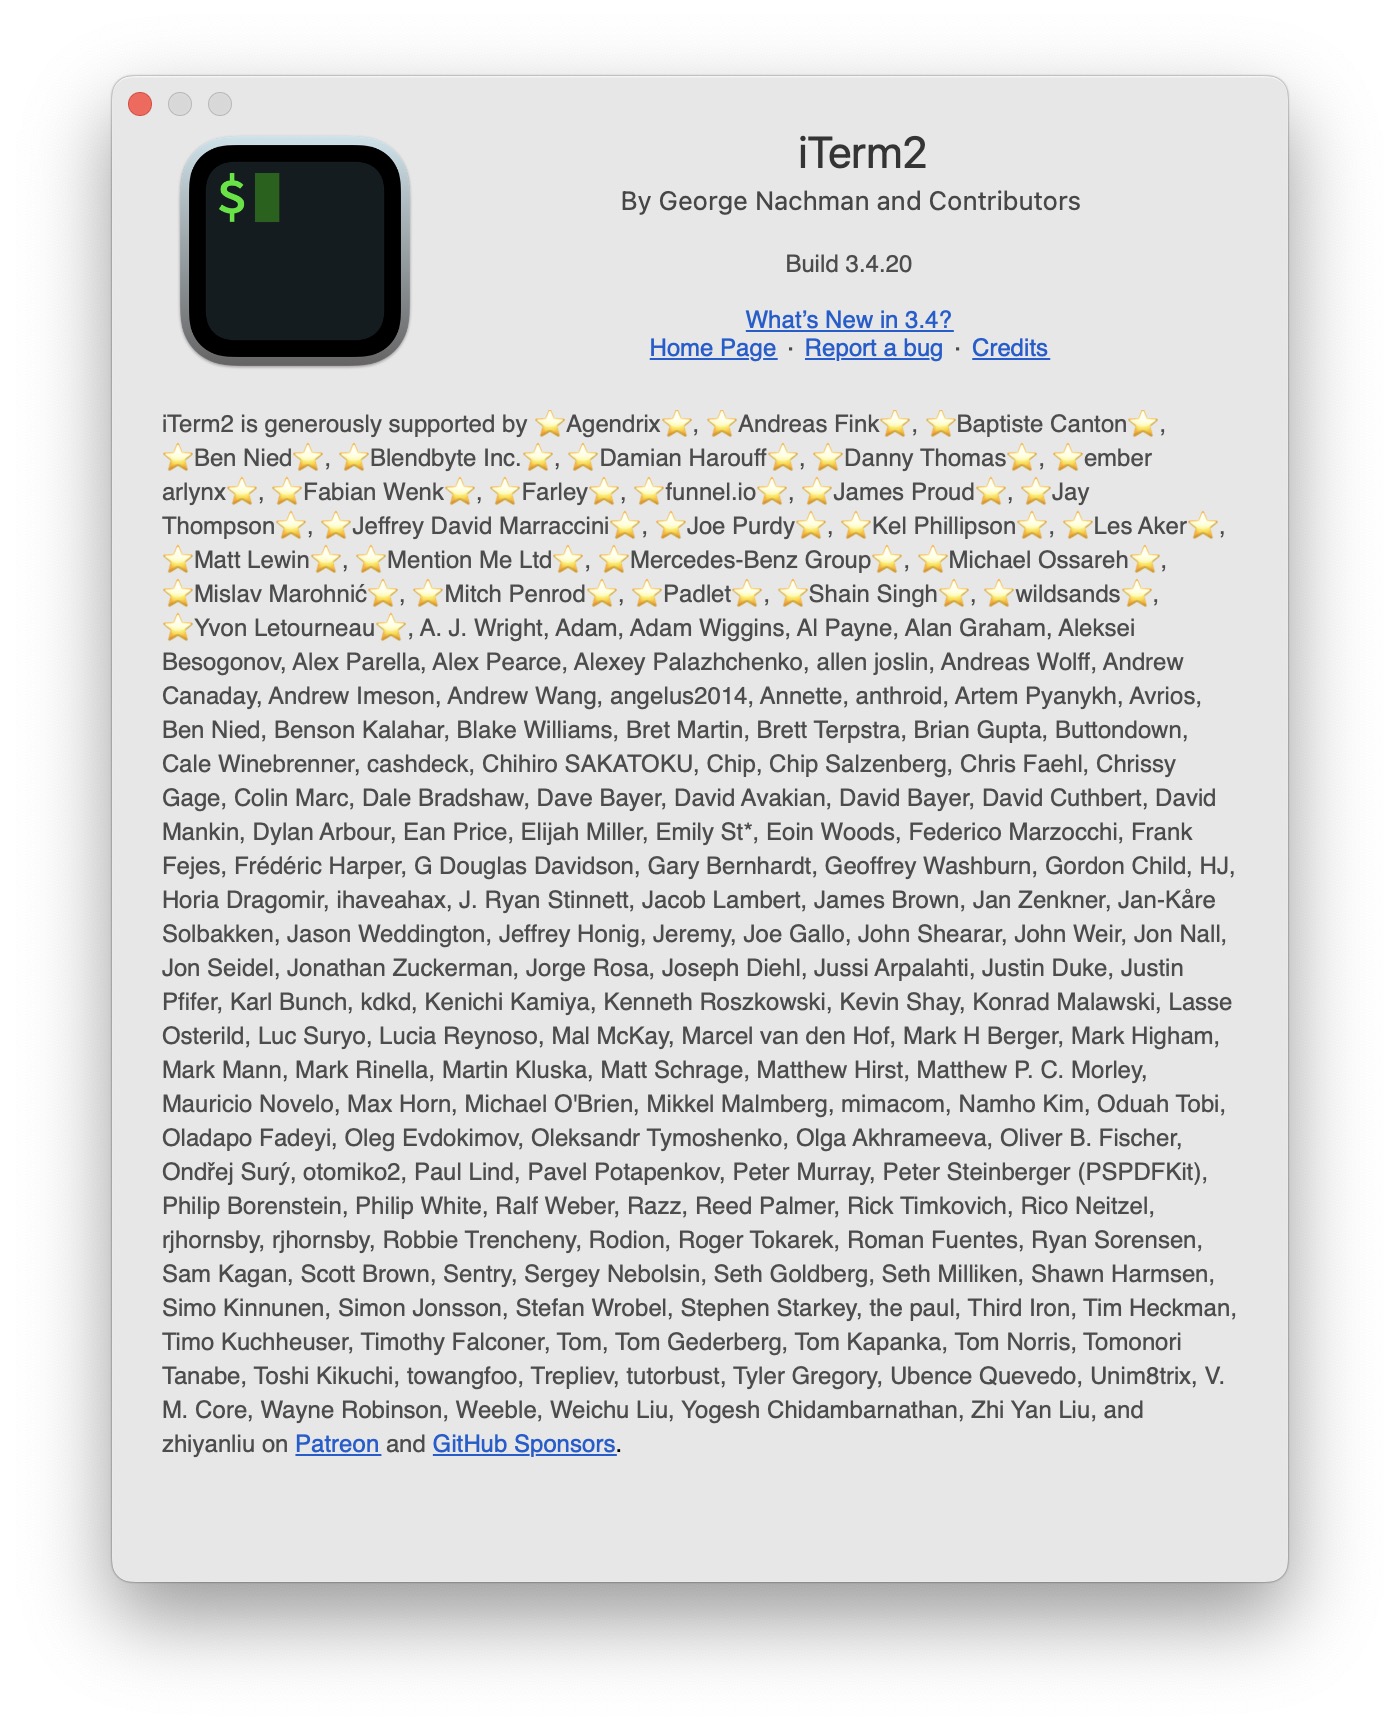 $
iTerm2
By George Nachman and Contributors
Build 3.4.20
What’s New in 3.4?
Home Page · Report a bug · Credits
iTerm2 is generously supported by ⭐Agendrix⭐, ⭐Andreas Fink⭐, ⭐Baptiste Canton⭐,
⭐Ben Nied⭐, ⭐Blendbyte Inc.⭐, ⭐Damian Harouff⭐, ⭐Danny Thomas⭐, ⭐ember
arlynx⭐, ⭐Fabian Wenk⭐, ⭐Farley⭐, ⭐funnel.io⭐, ⭐James Proud⭐, ⭐Jay
Thompson⭐, ⭐Jeffrey David Marraccini⭐, ⭐Joe Purdy⭐, ⭐Kel Phillipson⭐, ⭐Les Aker⭐,
⭐Matt Lewin⭐, ⭐Mention Me Ltd⭐, ⭐Mercedes-Benz Group⭐, ⭐Michael Ossareh⭐,
⭐Mislav Marohnić⭐, ⭐Mitch Penrod⭐, ⭐Padlet⭐, ⭐Shain Singh⭐, ⭐wildsands⭐,
⭐Yvon Letourneau⭐, A. J. Wright, Adam, Adam Wiggins, Al Payne, Alan Graham, Aleksei
Besogonov, Alex Parella, Alex Pearce, Alexey Palazhchenko, allen joslin, Andreas Wolff, Andrew
Canaday, Andrew Imeson, Andrew Wang, angelus2014, Annette, anthroid, Artem Pyanykh, Avrios,
Ben Nied, Benson Kalahar, Blake Williams, Bret Martin, Brett Terpstra, Brian Gupta, Buttondown,
Cale Winebrenner, cashdeck, Chihiro SAKATOKU, Chip, Chip Salzenberg, Chris Faehl, Chrissy
Gage, Colin Marc, Dale Bradshaw, Dave Bayer, David Avakian, David Bayer, David Cuthbert, David
Mankin, Dylan Arbour, Ean Price, Elijah Miller, Emily St*, Eoin Woods, Federico Marzocchi, Frank
Fejes, Frédéric Harper, G Douglas Davidson, Gary Bernhardt, Geoffrey Washburn, Gordon Child, HJ,
Horia Dragomir, ihaveahax, J. Ryan Stinnett, Jacob Lambert, James Brown, Jan Zenkner, Jan-Kåre
Solbakken, Jason Weddington, Jeffrey Honig, Jeremy, Joe Gallo, John Shearar, John Weir, Jon Nall,
Jon Seidel, Jonathan Zuckerman, Jorge Rosa, Joseph Diehl, Jussi Arpalahti, Justin Duke, Justin
Pfifer, Karl Bunch, kdkd, Kenichi Kamiya, Kenneth Roszkowski, Kevin Shay, Konrad Malawski, Lasse
Osterild, Luc Suryo, Lucia Reynoso, Mal McKay, Marcel van den Hof, Mark H Berger, Mark Higham,
Mark Mann, Mark Rinella, Martin Kluska, Matt Schrage, Matthew Hirst, Matthew P. C. Morley,
Mauricio Novelo, Max Horn, Michael O'Brien, Mikkel Malmberg, mimacom, Namho Kim, Oduah Tobi,
Oladapo Fadeyi, Oleg Evdokimov, Oleksandr Tymoshenko, Olga Akhrameeva, Oliver B. Fischer,
Ondřej Surý, otomiko2, Paul Lind, Pavel Potapenkov, Peter Murray, Peter Steinberger (PSPDFKit),
Philip Borenstein, Philip White, Ralf Weber, Razz, Reed Palmer, Rick Timkovich, Rico Neitzel,
rjhornsby, rjhornsby, Robbie Trencheny, Rodion, Roger Tokarek, Roman Fuentes, Ryan Sorensen,
Sam Kagan, Scott Brown, Sentry, Sergey Nebolsin, Seth Goldberg, Seth Milliken, Shawn Harmsen,
Simo Kinnunen, Simon Jonsson, Stefan Wrobel, Stephen Starkey, the paul, Third Iron, Tim Heckman,
Timo Kuchheuser, Timothy Falconer, Tom, Tom Gederberg, Tom Kapanka, Tom Norris, Tomonori
Tanabe, Toshi Kikuchi, towangfoo, Trepliev, tutorbust, Tyler Gregory, Ubence Quevedo, Unim8trix, V.
M. Core, Wayne Robinson, Weeble, Weichu Liu, Yogesh Chidambarnathan, Zhi Yan Liu, and
zhiyanliu on Patreon and GitHub Sponsors.